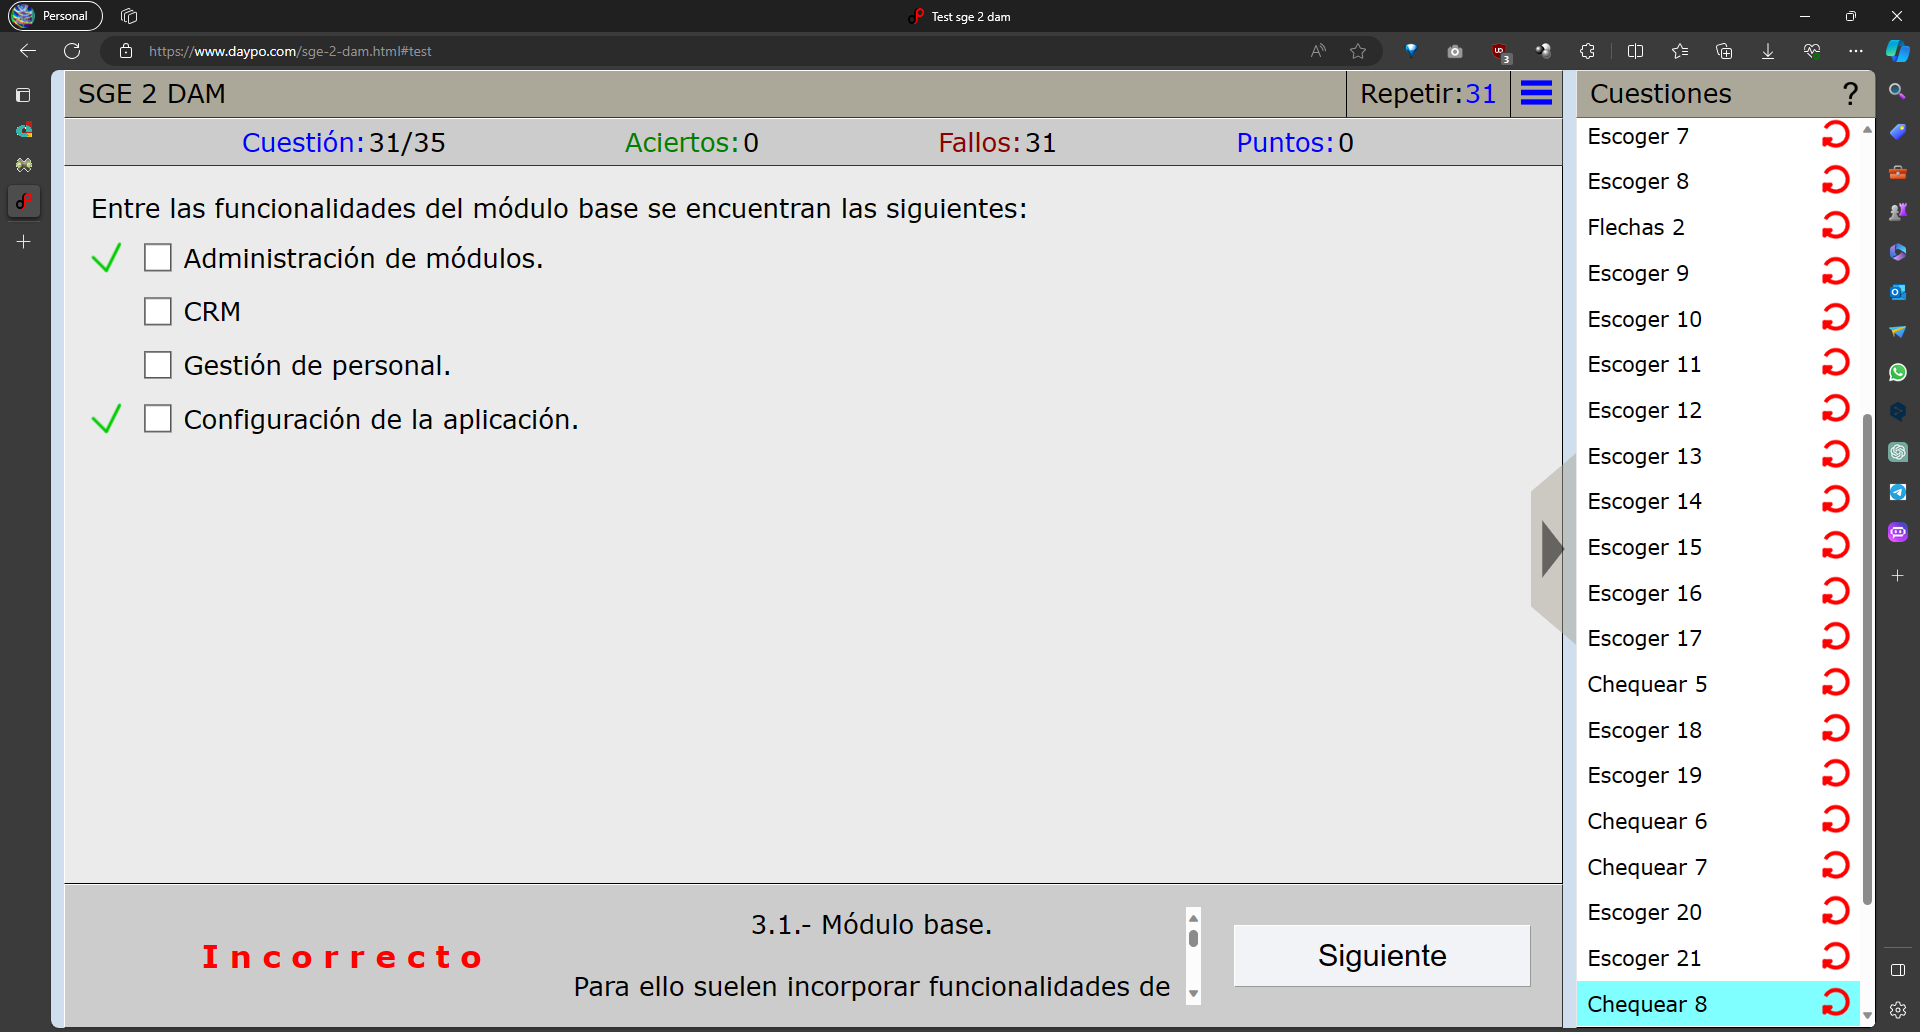 Personal
Test sge 2 dam
https://www.daypo.com/sge-2-dam.html#test
3
SGE 2 DAM
Repetir:31
Cuestiones
?
Cuestión:31/35
Aciertos:0
Fallos:31
Puntos:0
Entre las funcionalidades del módulo base se encuentran las siguientes:
Administración de módulos.
CRM
Gestión de personal.
Configuración de la aplicación.
Incorrecto
3.1.- Módulo base.
Para ello suelen incorporar funcionalidades de
Siguiente
Escoger 7
Escoger 8
Flechas 2
Escoger 9
Escoger 10
Escoger 11
Escoger 12
Escoger 13
Escoger 14
Escoger 15
Escoger 16
Escoger 17
Chequear 5
Escoger 18
Escoger 19
Chequear 6
Chequear 7
Escoger 20
Escoger 21
Chequear 8